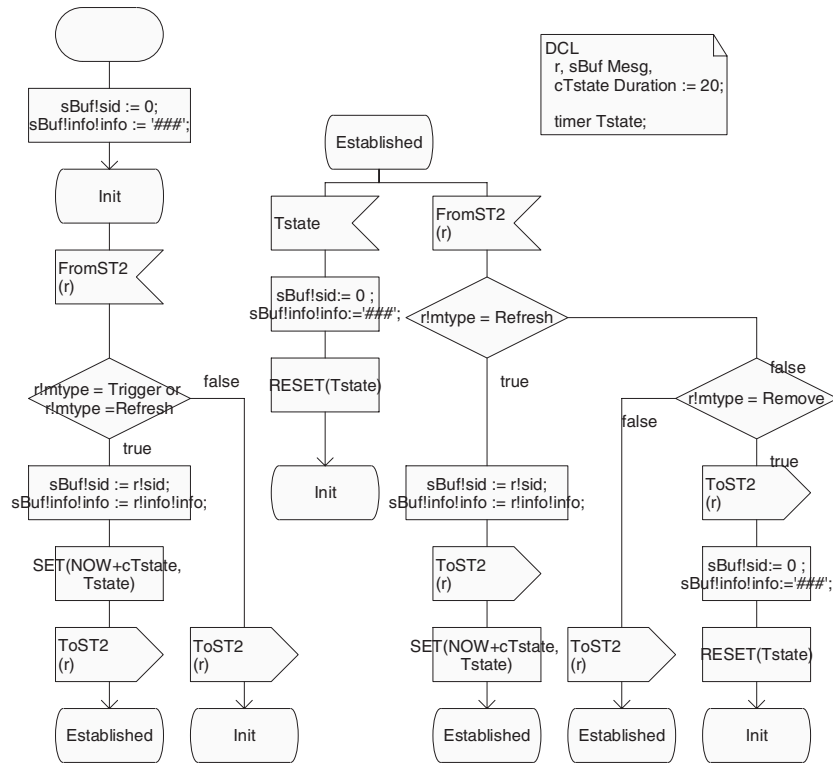 sBuf!sid := 0;
sBuf!info!info := '###';
Init
FromST2
(r)
r!mtype = Trigger or
r!mtype =Refresh
false
true
sBuf!sid := r!sid;
sBuf!info!info := r!info!info;
SET(NOW+cTstate,
Tstate)
ToST2
(r)
Established
ToST2
(r)
Init
Established
Tstate
sBuf!sid:= 0 ;
sBuf!info!info:='###';
RESET(Tstate)
Init
FromST2
(r)
r!mtype = Refresh
true
sBuf!sid := r!sid;
sBuf!info!info := r!info!info;
ToST2
(r)
SET(NOW+cTstate,
Tstate)
Established
false
r!mtype = Remove
false
ToST2
(r)
Established
true
ToST2
(r)
sBuf!sid:= 0 ;
sBuf!info!info:='###';
RESET(Tstate)
Init
DCL
r, sBuf Mesg,
cTstate Duration := 20;
timer Tstate;